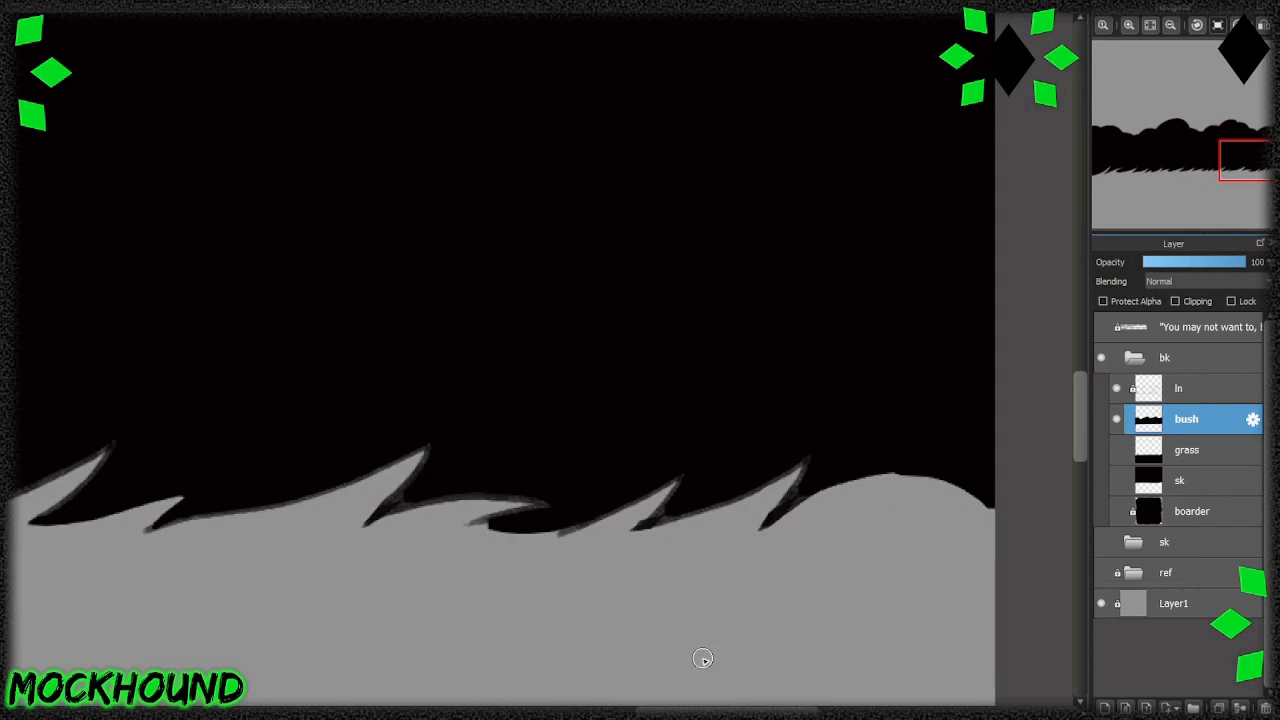 Layer
Opacity 100
Blending Normal
Protect Alpha Clipping Lock
"You may not want to,
bk
ln
bush
grass
sk
boarder
sk
ref
Layer1
MOCKHOUND